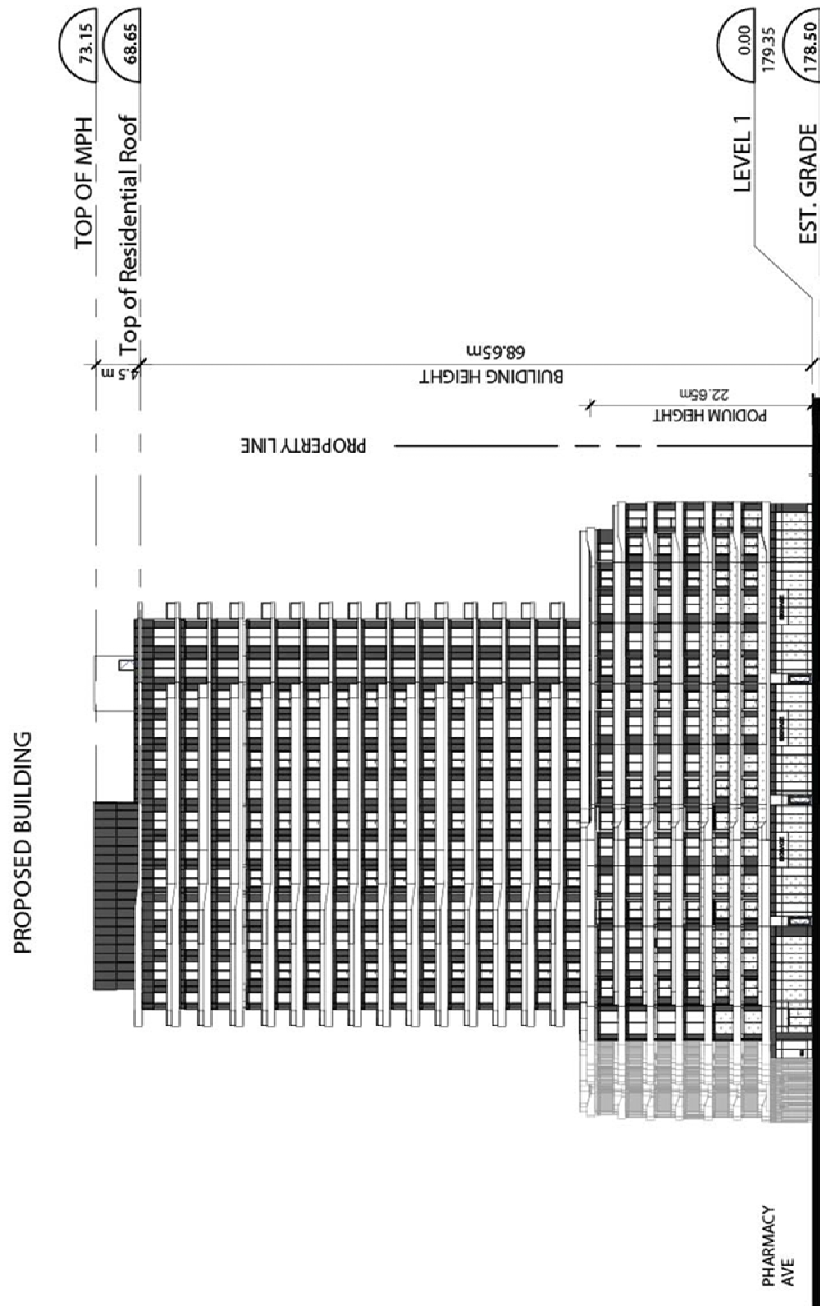 PROPOSED BUILDING
TOP OF MPH
73.15
Top of Residential Roof
68.65
4.5 m
BUILDING HEIGHT
68.65m
PODIUM HEIGHT
22.65m
PROPERTY LINE
LEVEL 1
0.00
179.35
EST. GRADE
178.50
PHARMACY
AVE